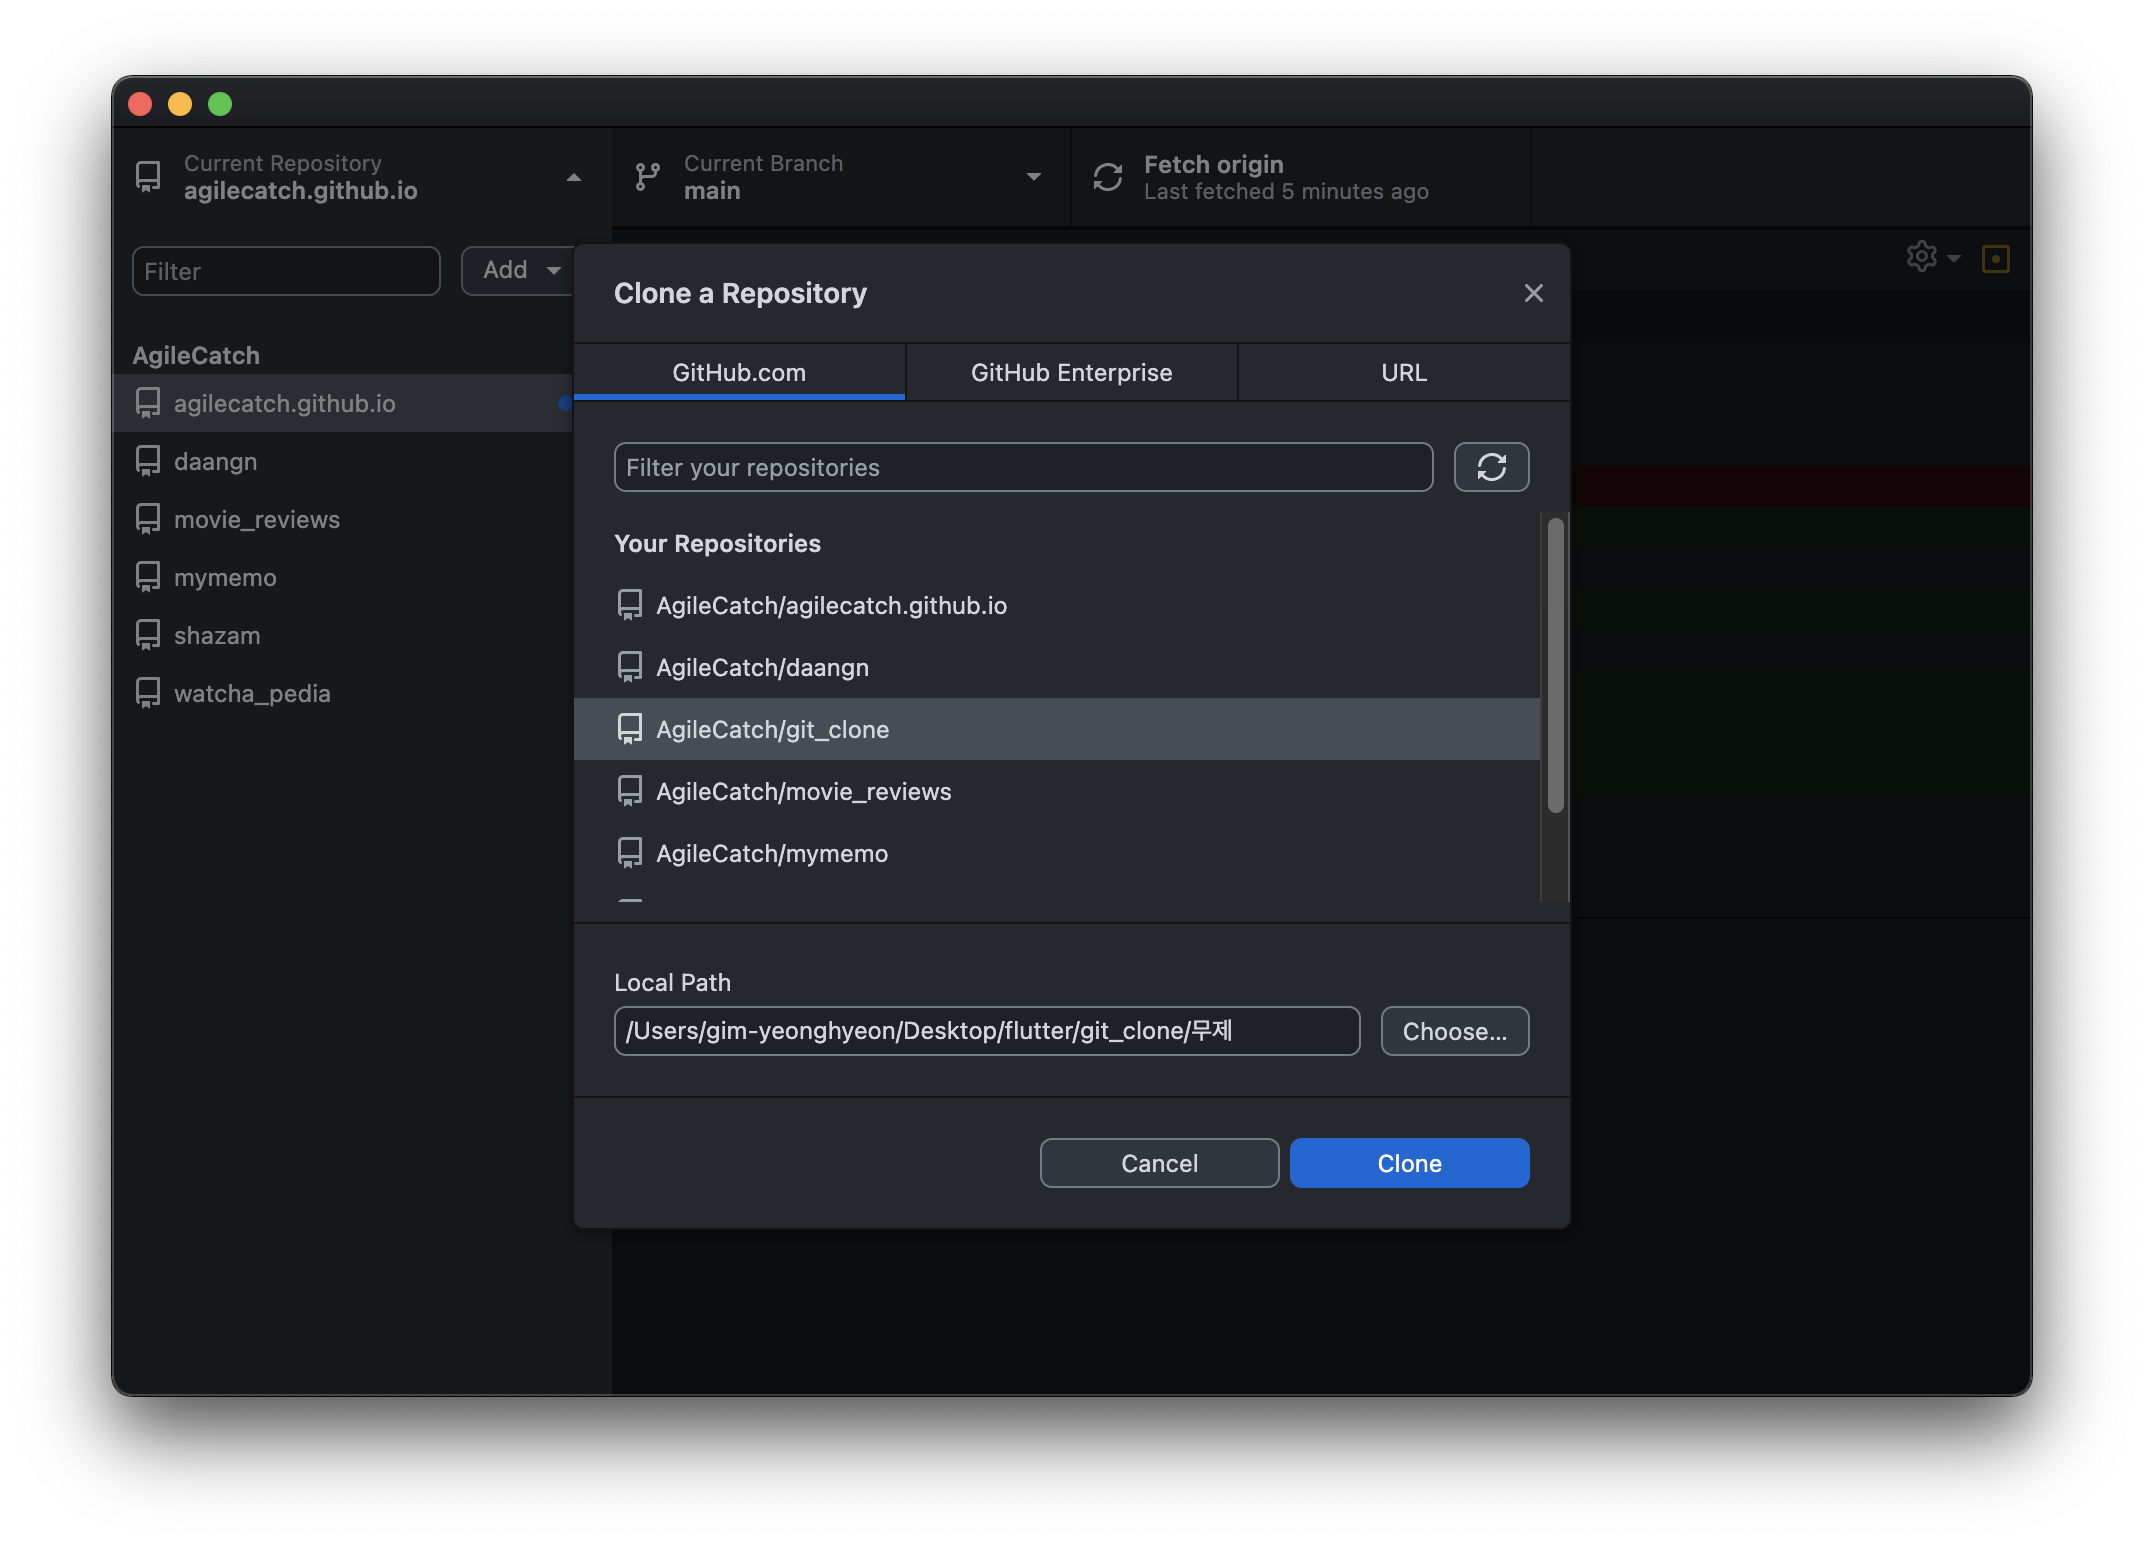 Current Repository
agilecatch.github.io
Current Branch
main
Fetch origin
Last fetched 5 minutes ago
Filter
Add
AgileCatch
agilecatch.github.io
daangn
movie_reviews
mymemo
shazam
watcha_pedia
Clone a Repository
GitHub.com
GitHub Enterprise
URL
Filter your repositories
Your Repositories
AgileCatch/agilecatch.github.io
AgileCatch/daangn
AgileCatch/git_clone
AgileCatch/movie_reviews
AgileCatch/mymemo
Local Path
/Users/gim-yeonghyeon/Desktop/flutter/git_clone/무제
Choose...
Cancel
Clone